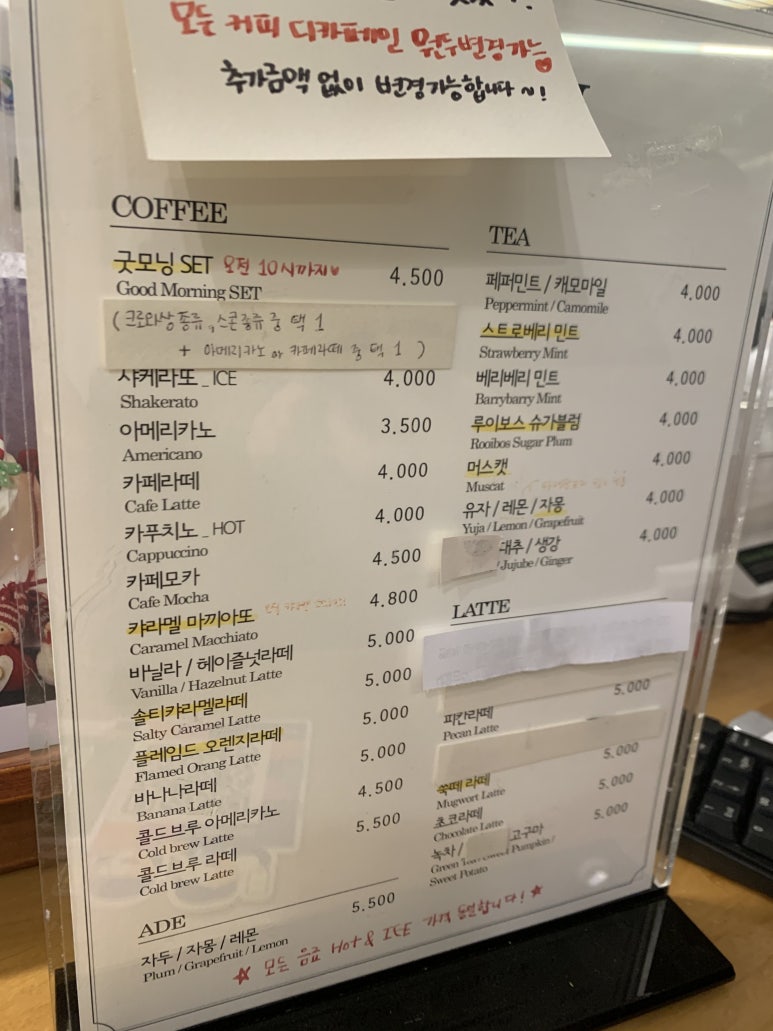 모든 커피 디카페인 원두변경가능
추가금액 없이 변경가능합니다~!
COFFEE
굿모닝 SET 오전 10시까지♥ 4.500
Good Morning SET
(크로와상 종류, 스콘종류 중 택 1
+ 아메리카노 or 카페라떼 중 택 1 )
샤케라또 _ ICE 4.000
Shakerato
아메리카노 3.500
Americano
카페라떼 4.000
Cafe Latte
카푸치노 _ HOT 4.000
Cappuccino
카페모카 4.500
Cafe Mocha
캬라멜 마끼아또 4.800
Caramel Macchiato
바닐라 / 헤이즐넛라떼 5.000
Vanilla / Hazelnut Latte
솔티캬라멜라떼 5.000
Salty Caramel Latte
플레임드 오렌지라떼 5.000
Flamed Orang Latte
바나나라떼 5.000
Banana Latte
콜드브루 아메리카노 4.500
Cold brew Latte
콜드브루 라떼 5.500
Cold brew Latte
ADE
자두 / 자몽 / 레몬 5.500
Plum / Grapefruit / Lemon
TEA
페퍼민트 / 캐모마일 4.000
Peppermint / Camomile
스트로베리 민트 4.000
Strawberry Mint
베리베리 민트 4.000
Barrybarry Mint
루이보스 슈가블럼 4.000
Rooibos Sugar Plum
머스캣 4.000
Muscat
유자 / 레몬 / 자몽 4.000
Yuja / Lemon / Grapefruit
대추 / 생강 4.000
/ Jujube / Ginger
LATTE
피칸라떼 5.000
Pecan Latte
쑥떼 라떼 5.000
Mugwort Latte
초코라떼 5.000
Chocolate Latte
녹차 / 고구마 5.000
Green Pumpkin /
Sweet Potato
★ 모든 음료 HOT & ICE 가격 동일합니다! ★